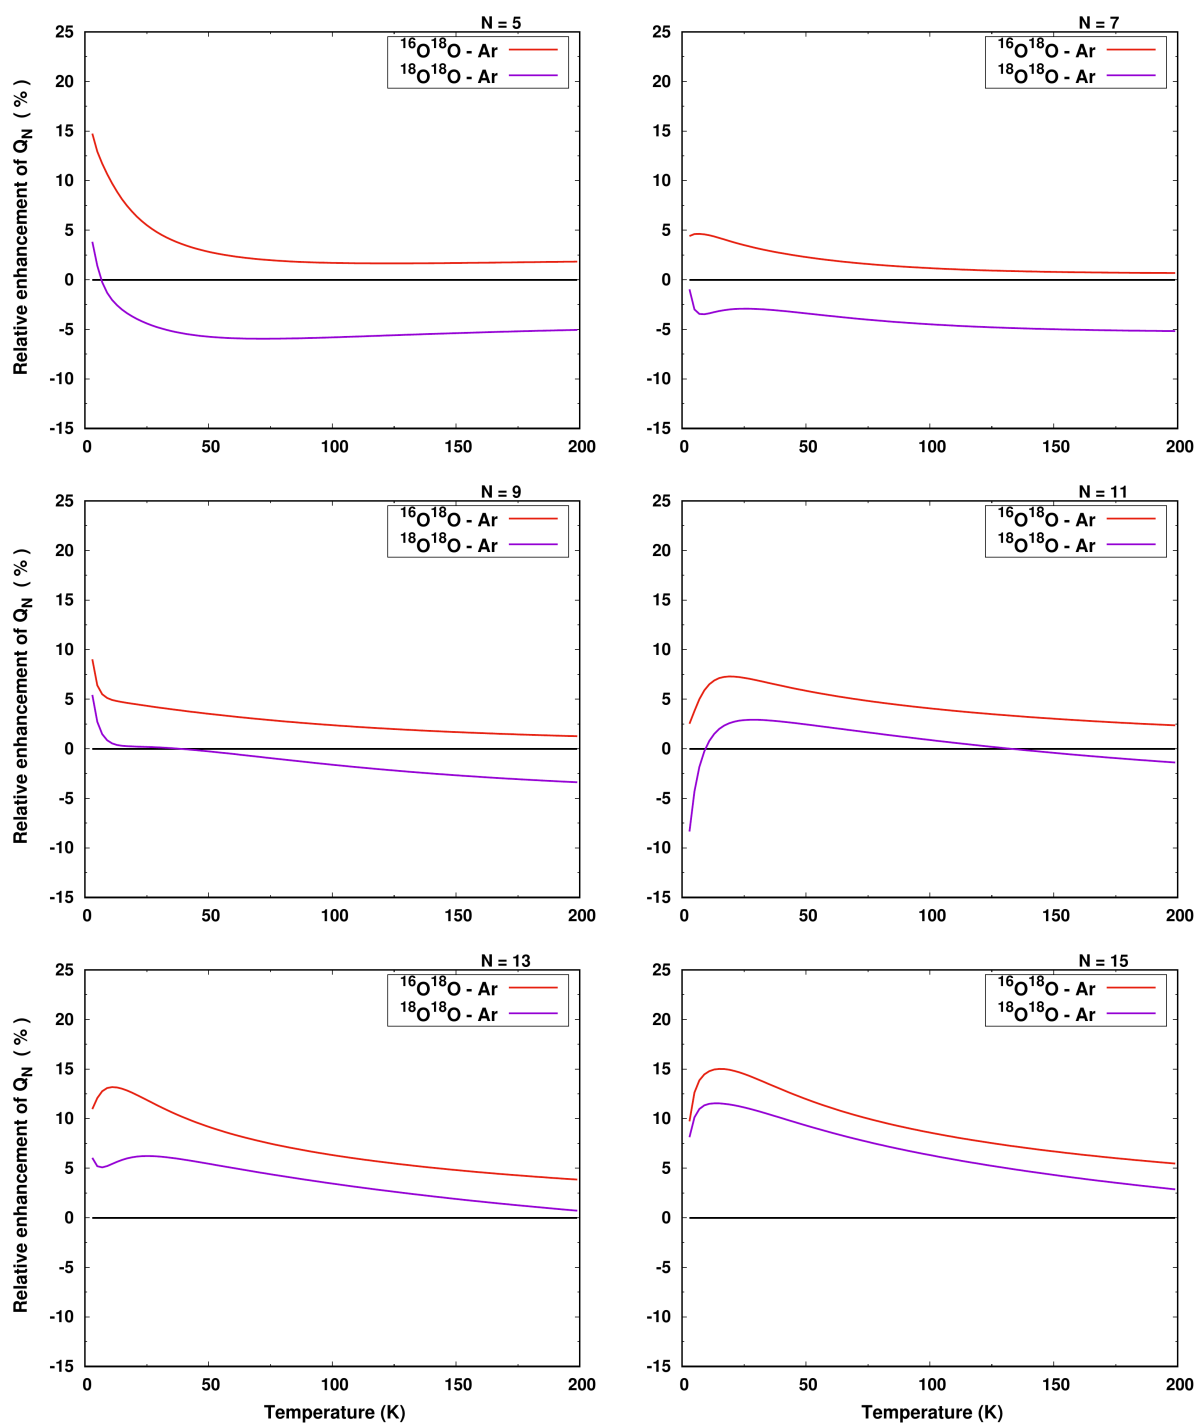 N = 5
25
20
15
10
5
0
-5
-10
-15
0 50 100 150 200
Relative enhancement of Q_N ( % )
¹⁶O¹⁸O - Ar
¹⁸O¹⁸O - Ar
N = 7
25
20
15
10
5
0
-5
-10
-15
0 50 100 150 200
¹⁶O¹⁸O - Ar
¹⁸O¹⁸O - Ar
N = 9
25
20
15
10
5
0
-5
-10
-15
0 50 100 150 200
Relative enhancement of Q_N ( % )
¹⁶O¹⁸O - Ar
¹⁸O¹⁸O - Ar
N = 11
25
20
15
10
5
0
-5
-10
-15
0 50 100 150 200
¹⁶O¹⁸O - Ar
¹⁸O¹⁸O - Ar
N = 13
25
20
15
10
5
0
-5
-10
-15
0 50 100 150 200
Relative enhancement of Q_N ( % )
Temperature (K)
¹⁶O¹⁸O - Ar
¹⁸O¹⁸O - Ar
N = 15
25
20
15
10
5
0
-5
-10
-15
0 50 100 150 200
Temperature (K)
¹⁶O¹⁸O - Ar
¹⁸O¹⁸O - Ar